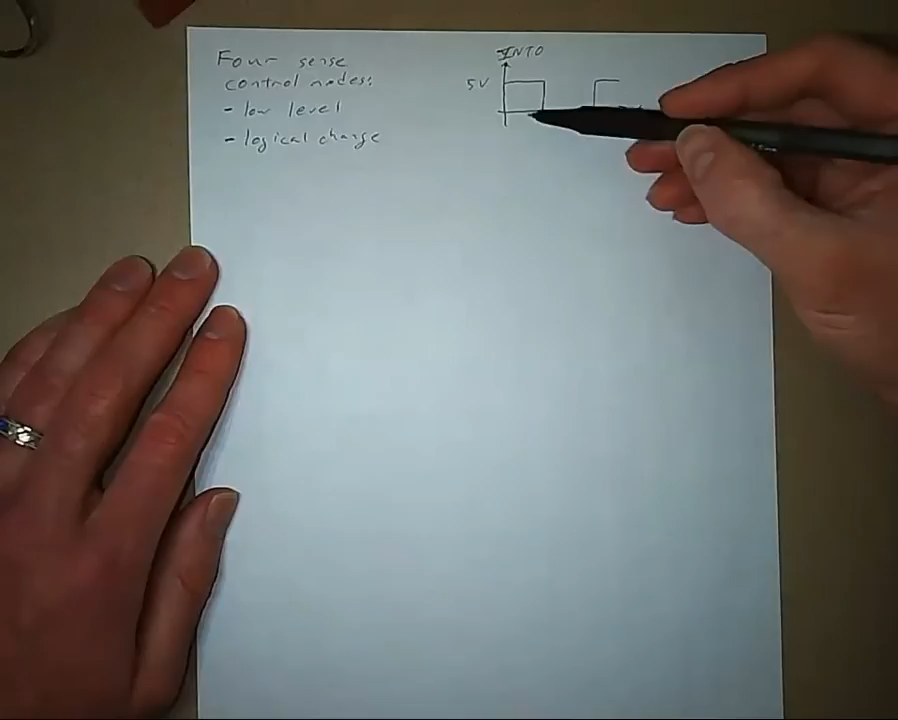 Four sense
control modes:
- low level
- logical change
INT0
5V